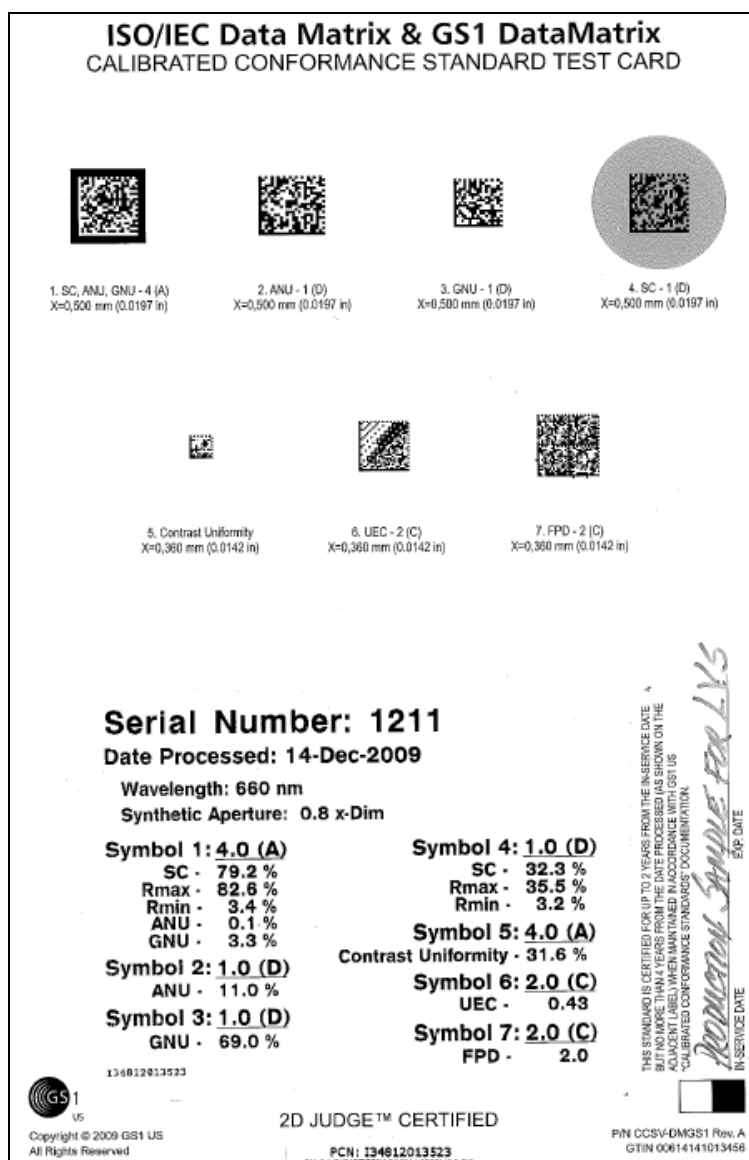 ISO/IEC Data Matrix & GS1 DataMatrix
CALIBRATED CONFORMANCE STANDARD TEST CARD
1. SC, ANU, GNU - 4 (A)
X=0,500 mm (0.0197 in)
2. ANU - 1 (D)
X=0,500 mm (0.0197 in)
3. GNU - 1 (D)
X=0,500 mm (0.0197 in)
4. SC - 1 (D)
X=0,500 mm (0.0197 in)
5. Contrast Uniformity
X=0,360 mm (0.0142 in)
6. UEC - 2 (C)
X=0,360 mm (0.0142 in)
7. FPD - 2 (C)
X=0,360 mm (0.0142 in)
Serial Number: 1211
Date Processed: 14-Dec-2009
Wavelength: 660 nm
Synthetic Aperture: 0.8 x-Dim
Symbol 1: 4.0 (A)
SC - 79.2 %
Rmax - 82.6 %
Rmin - 3.4 %
ANU - 0.1 %
GNU - 3.3 %
Symbol 2: 1.0 (D)
ANU - 11.0 %
Symbol 3: 1.0 (D)
GNU - 69.0 %
Symbol 4: 1.0 (D)
SC - 32.3 %
Rmax - 35.5 %
Rmin - 3.2 %
Symbol 5: 4.0 (A)
Contrast Uniformity - 31.6 %
Symbol 6: 2.0 (C)
UEC - 0.43
Symbol 7: 2.0 (C)
FPD - 2.0
THIS STANDARD IS CERTIFIED FOR UP TO 2 YEARS FROM THE IN-SERVICE DATE
BUT NO MORE THAN 4 YEARS FROM THE DATE PROCESSED (AS SHOWN ON THE
ADJACENT LABEL) WHEN MAINTAINED IN ACCORDANCE WITH GS1 US
"CALIBRATED CONFORMANCE STANDARDS" DOCUMENTATION.
PRODUCTION SAMPLE FOR LVS
IN-SERVICE DATE EXP. DATE
134812013523
GS1
US
Copyright © 2009 GS1 US
All Rights Reserved
2D JUDGE™ CERTIFIED
PCN: I34812013523
P/N CCSV-DMGS1 Rev. A
GTIN 00614141013456